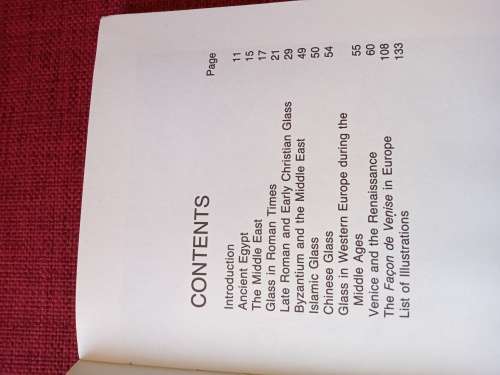 CONTENTS
Page
Introduction 11
Ancient Egypt 15
The Middle East 17
Glass in Roman Times 21
Late Roman and Early Christian Glass 29
Byzantium and the Middle East 49
Islamic Glass 50
Chinese Glass 54
Glass in Western Europe during the
Middle Ages 55
Venice and the Renaissance 60
The Façon de Venise in Europe 108
List of Illustrations 133